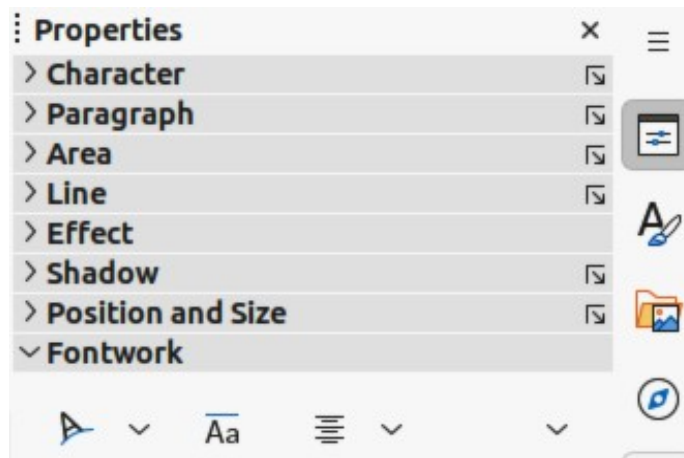 Properties
Character
Paragraph
Area
Line
Effect
Shadow
Position and Size
Fontwork
Aa